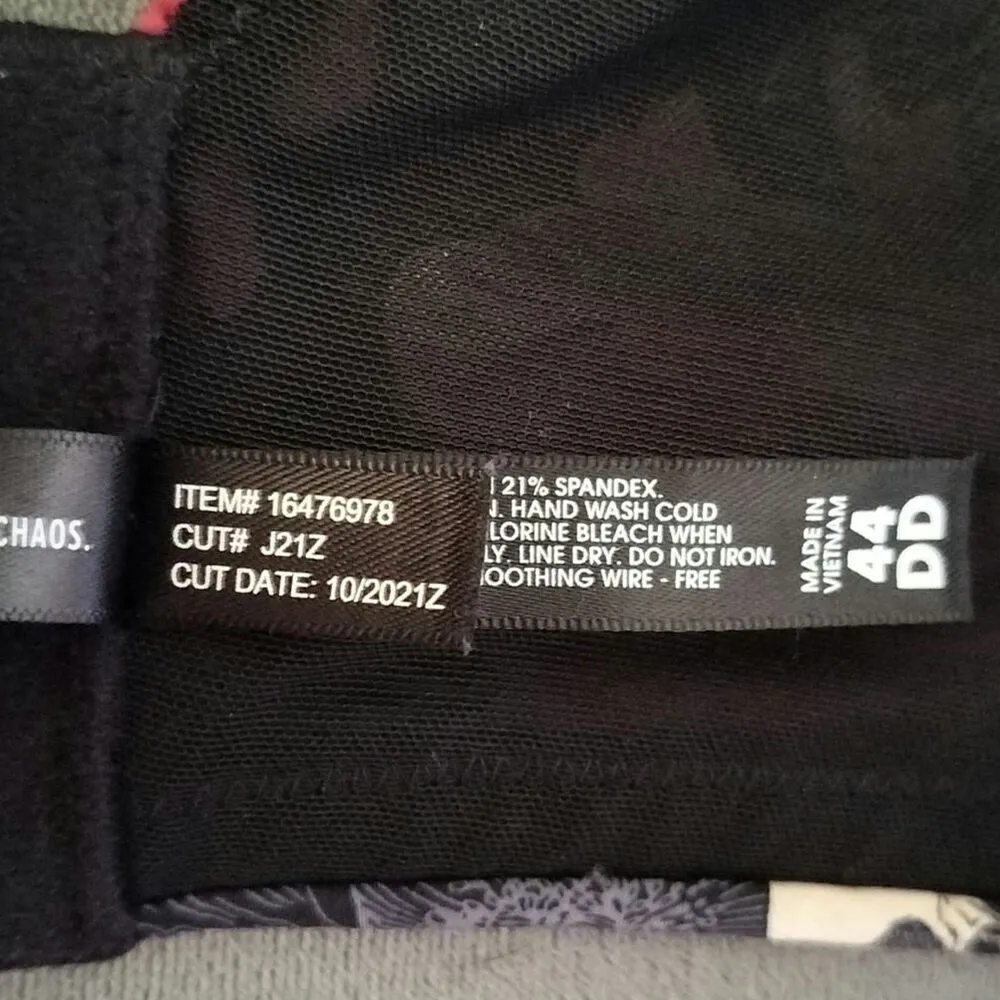 CHAOS.
ITEM# 16476978
CUT# J21Z
CUT DATE: 10/2021Z
21% SPANDEX.
. HAND WASH COLD
LORINE BLEACH WHEN
LY. LINE DRY. DO NOT IRON.
OOTHING WIRE - FREE
MADE IN
VIETNAM
44
DD